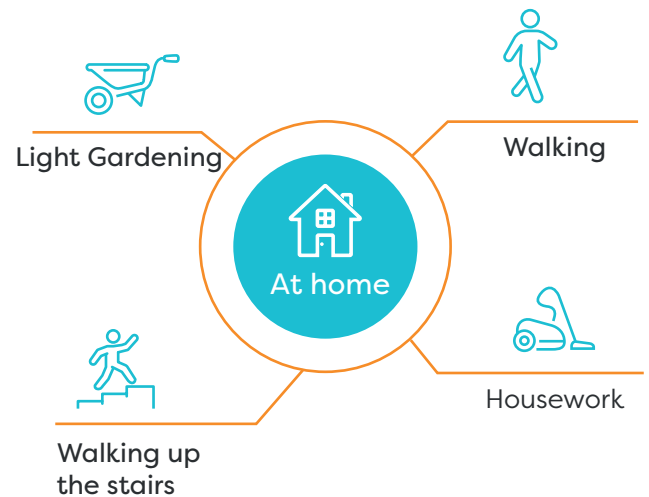 Light Gardening
Walking
At home
Housework
Walking up
the stairs